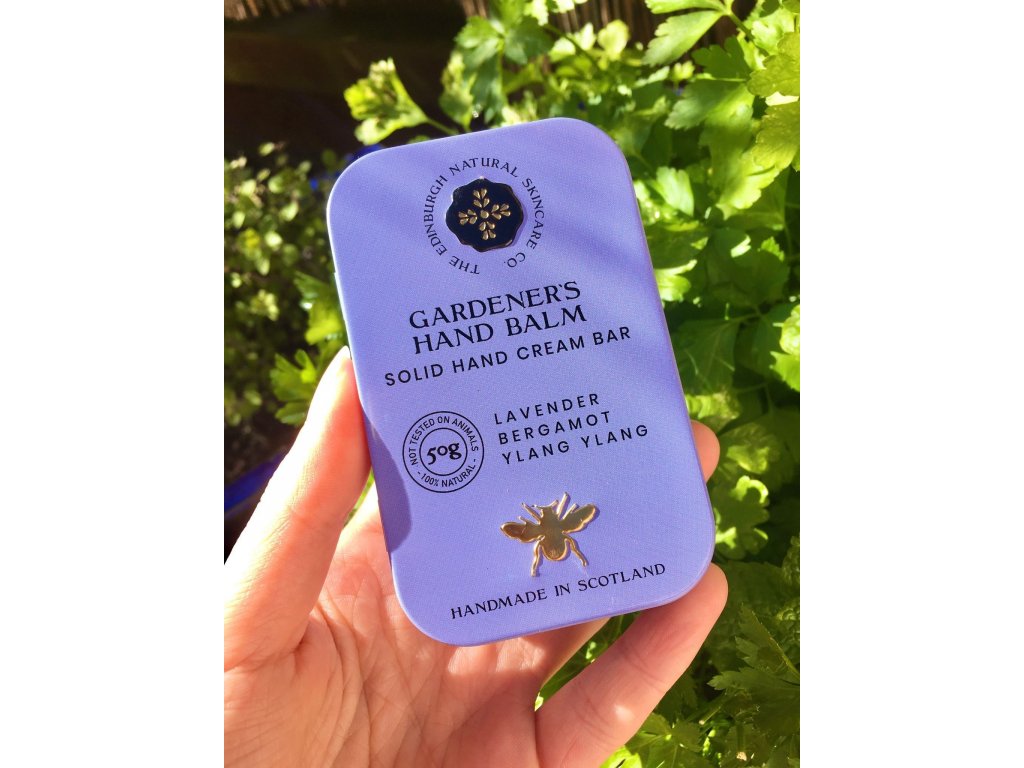 THE EDINBURGH NATURAL SKINCARE CO.
GARDENER'S
HAND BALM
SOLID HAND CREAM BAR
LAVENDER
BERGAMOT
YLANG YLANG
NOT TESTED ON ANIMALS
50g
- 100% NATURAL -
HANDMADE IN SCOTLAND